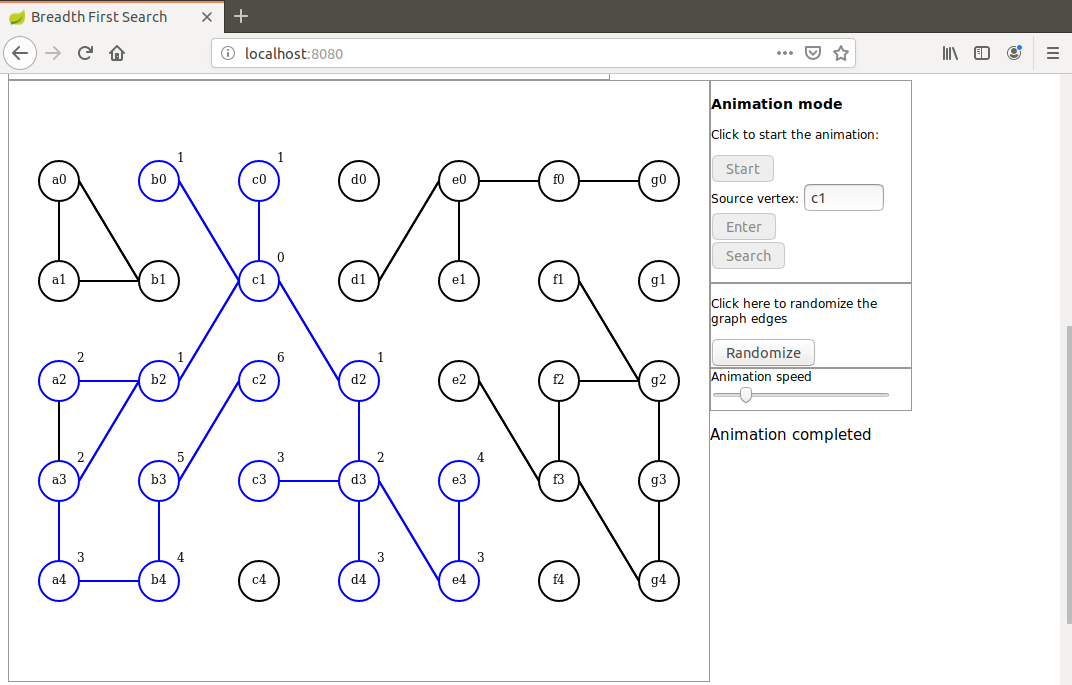 Breadth First Search
localhost:8080
Animation mode
Click to start the animation:
Start
Source vertex: c1
Enter
Search
Click here to randomize the
graph edges
Randomize
Animation speed
Animation completed
1 1
a0 b0 c0 d0 e0 f0 g0
0
a1 b1 c1 d1 e1 f1 g1
2 1 6 1
a2 b2 c2 d2 e2 f2 g2
2 5 3 2 4
a3 b3 c3 d3 e3 f3 g3
3 4 3 3
a4 b4 c4 d4 e4 f4 g4